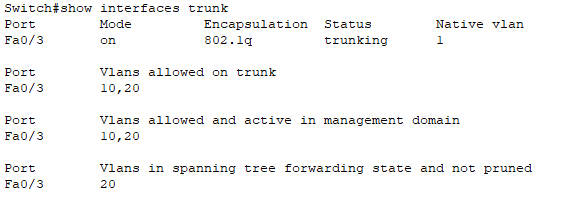 Switch#show interfaces trunk
Port        Mode         Encapsulation  Status        Native vlan
Fa0/3       on           802.1q         trunking      1

Port        Vlans allowed on trunk
Fa0/3       10,20

Port        Vlans allowed and active in management domain
Fa0/3       10,20

Port        Vlans in spanning tree forwarding state and not pruned
Fa0/3       20